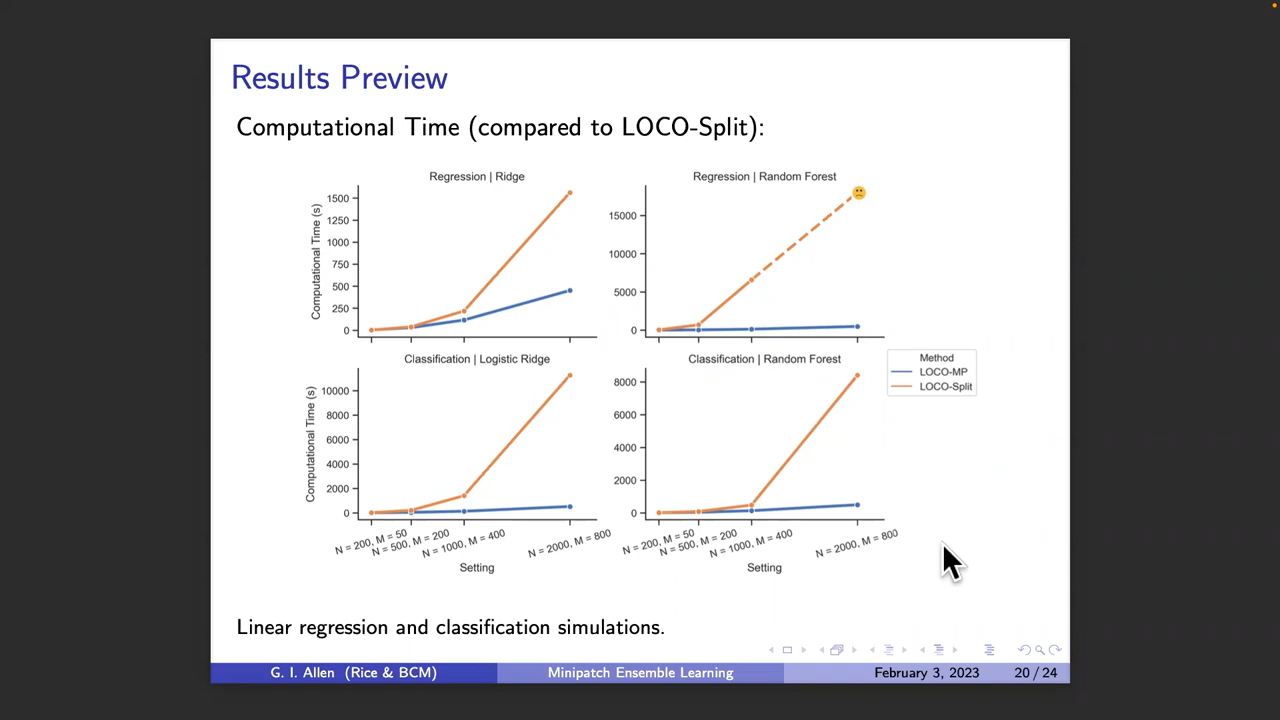 Results Preview
Computational Time (compared to LOCO-Split):
Regression | Ridge
Computational Time (s)
1500
1250
1000
750
500
250
0
Regression | Random Forest
15000
10000
5000
0
Classification | Logistic Ridge
Computational Time (s)
10000
8000
6000
4000
2000
0
N = 200, M = 50
N = 500, M = 200
N = 1000, M = 400
N = 2000, M = 800
Setting
Classification | Random Forest
8000
6000
4000
2000
0
N = 200, M = 50
N = 500, M = 200
N = 1000, M = 400
N = 2000, M = 800
Setting
Method
LOCO-MP
LOCO-Split
Linear regression and classification simulations.
G. I. Allen (Rice & BCM)
Minipatch Ensemble Learning
February 3, 2023
20 / 24